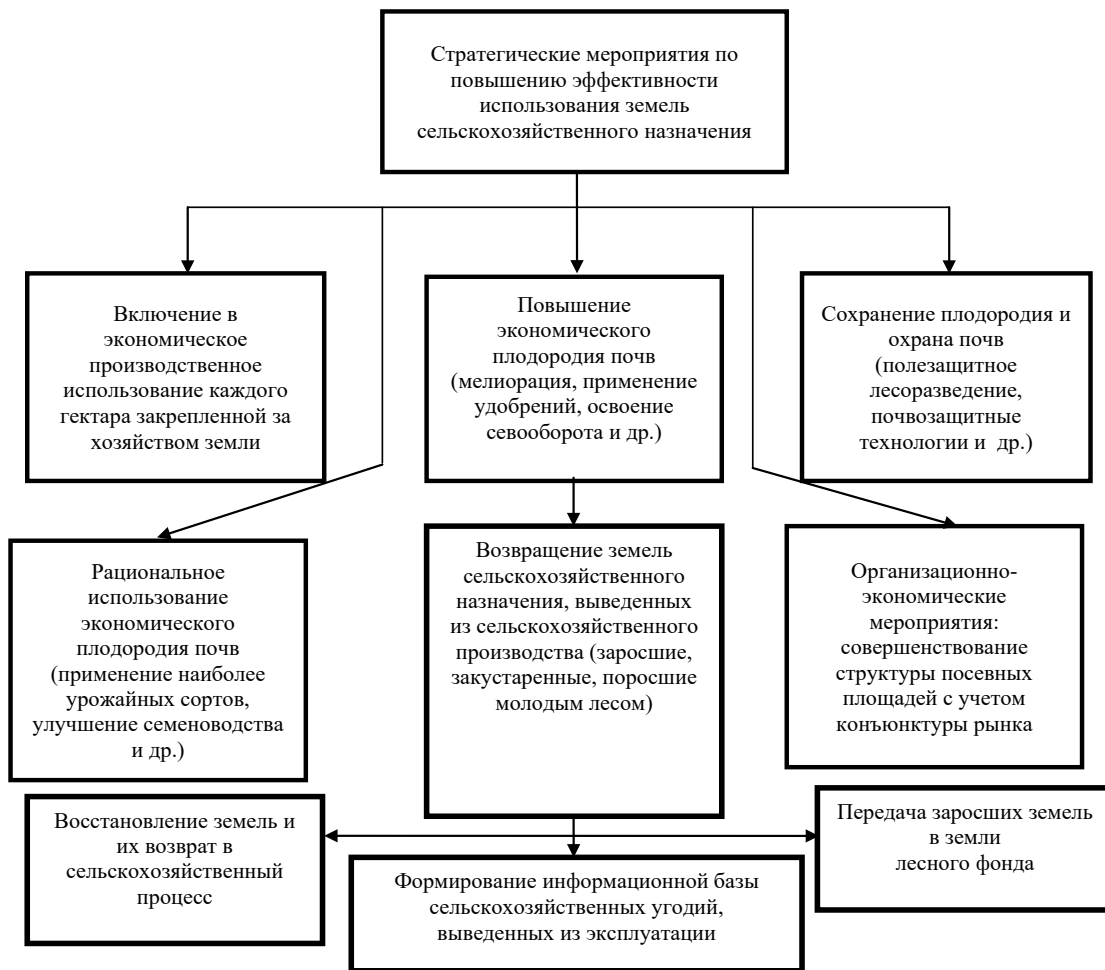 Стратегические мероприятия по
повышению эффективности
использования земель
сельскохозяйственного назначения
Включение в
экономическое
производственное
использование каждого
гектара закрепленной за
хозяйством земли
Повышение
экономического
плодородия почв
(мелиорация, применение
удобрений, освоение
севооборота и др.)
Сохранение плодородия и
охрана почв
(полезащитное
лесоразведение,
почвозащитные
технологии и др.)
Рациональное
использование
экономического
плодородия почв
(применение наиболее
урожайных сортов,
улучшение семеноводства
и др.)
Возвращение земель
сельскохозяйственного
назначения, выведенных
из сельскохозяйственного
производства (заросшие,
закустаренные, поросшие
молодым лесом)
Организационно-
экономические
мероприятия:
совершенствование
структуры посевных
площадей с учетом
конъюнктуры рынка
Восстановление земель и
их возврат в
сельскохозяйственный
процесс
Формирование информационной базы
сельскохозяйственных угодий,
выведенных из эксплуатации
Передача заросших земель
в земли
лесного фонда